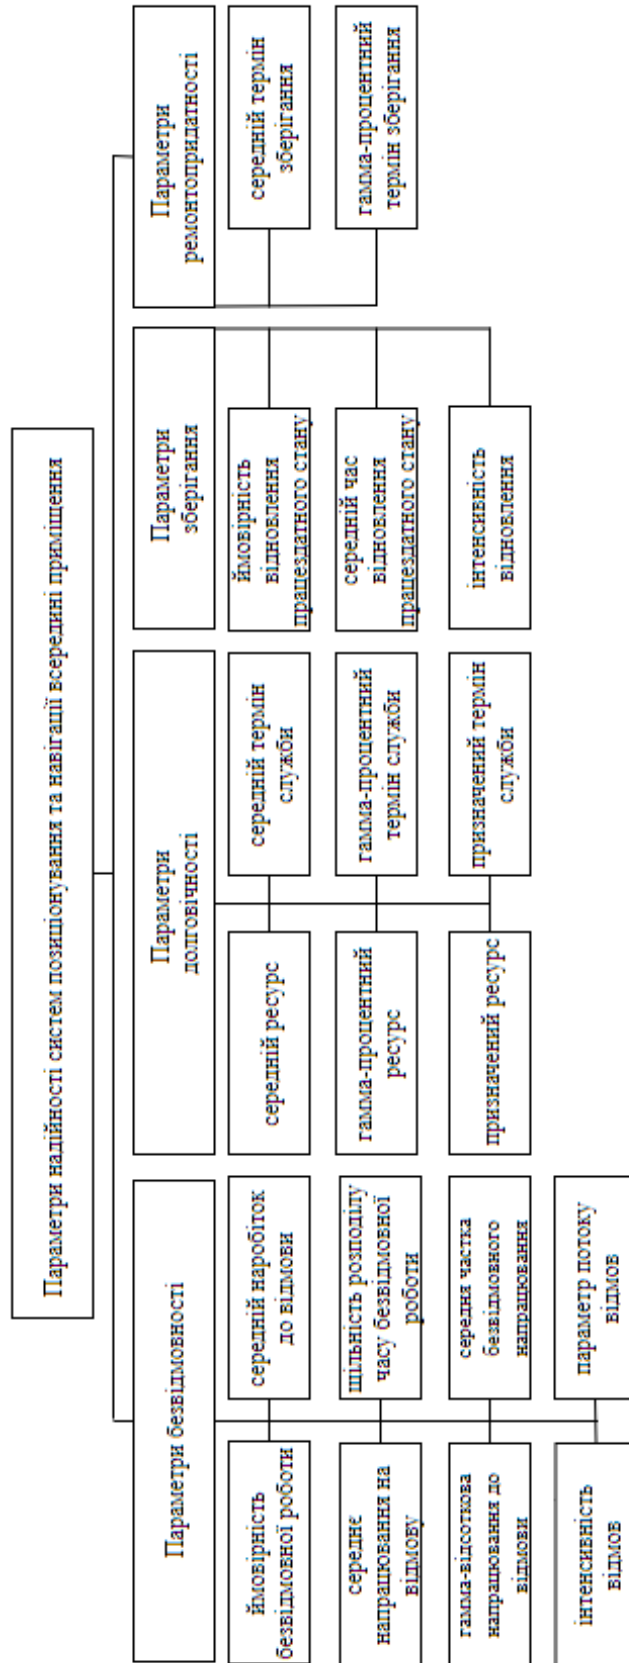 Параметри надійності систем позиціонування та навігації всередині приміщення
Параметри безвідмовності
ймовірність
безвідмовної роботи
середній наробіток
до відмови
середнє
напрацювання на
відмову
щільність розподілу
часу безвідмовної
роботи
гамма-відсоткова
напрацювання до
відмови
середня частка
безвідмовного
напрацювання
інтенсивність
відмов
параметр потоку
відмов
Параметри
долговічності
середній ресурс
середній термін
служби
гамма-процентний
ресурс
гамма-процентний
термін служби
призначений ресурс
призначений термін
служби
Параметри
зберігання
ймовірність
відновлення
працездатного стану
середній час
відновлення
працездатного стану
інтенсивність
відновлення
Параметри
ремонтопридатності
середній термін
зберігання
гамма-процентний
термін зберігання